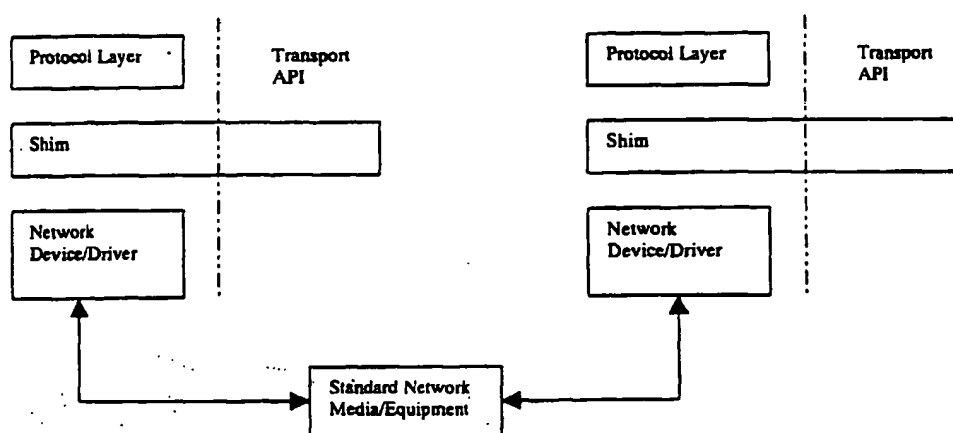 Protocol Layer
Transport
API
Shim
Network
Device/Driver
Protocol Layer
Transport
API
Shim
Network
Device/Driver
Standard Network
Media/Equipment